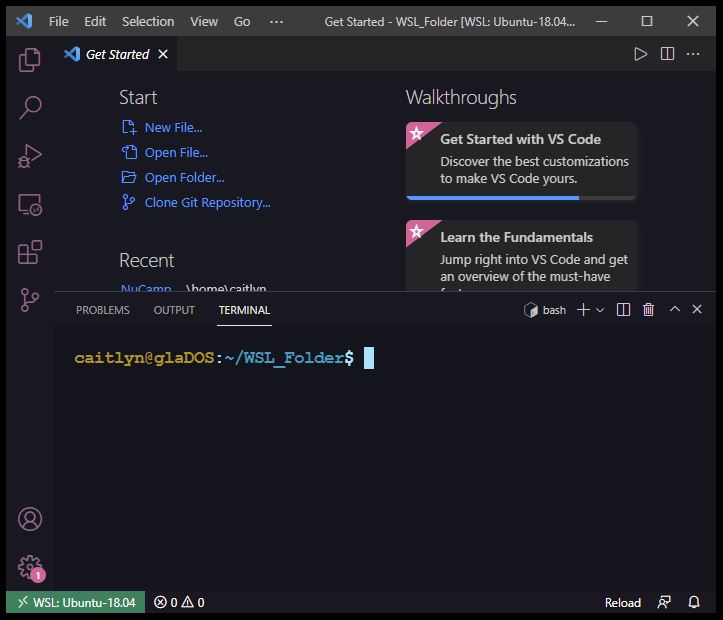 File Edit Selection View Go ··· Get Started - WSL_Folder [WSL: Ubuntu-18.04...
Get Started
Start
New File...
Open File...
Open Folder...
Clone Git Repository...
Recent
NuCamp \home\caitlyn
Walkthroughs
Get Started with VS Code
Discover the best customizations
to make VS Code yours.
Learn the Fundamentals
Jump right into VS Code and get
an overview of the must-have
PROBLEMS OUTPUT TERMINAL bash
caitlyn@glaDOS:~/WSL_Folder$
1
WSL: Ubuntu-18.04 0 0 Reload